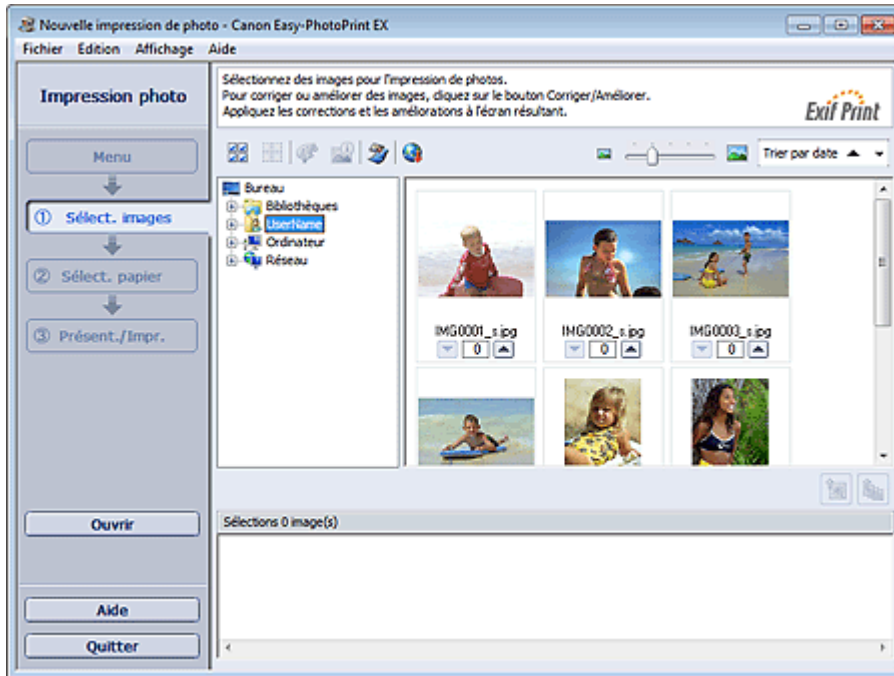 Nouvelle impression de photo - Canon Easy-PhotoPrint EX
Fichier Edition Affichage Aide
Impression photo
Sélectionnez des images pour l'impression de photos.
Pour corriger ou améliorer des images, cliquez sur le bouton Corriger/Améliorer.
Appliquez les corrections et les améliorations à l'écran résultant.
Exif Print
Menu
① Sélect. images
② Sélect. papier
③ Présent./Impr.
Trier par date
Bureau
Bibliothèques
UserName
Ordinateur
Réseau
IMG0001_s.jpg
IMG0002_s.jpg
IMG0003_s.jpg
0
0
0
Ouvrir
Sélections 0 image(s)
Aide
Quitter